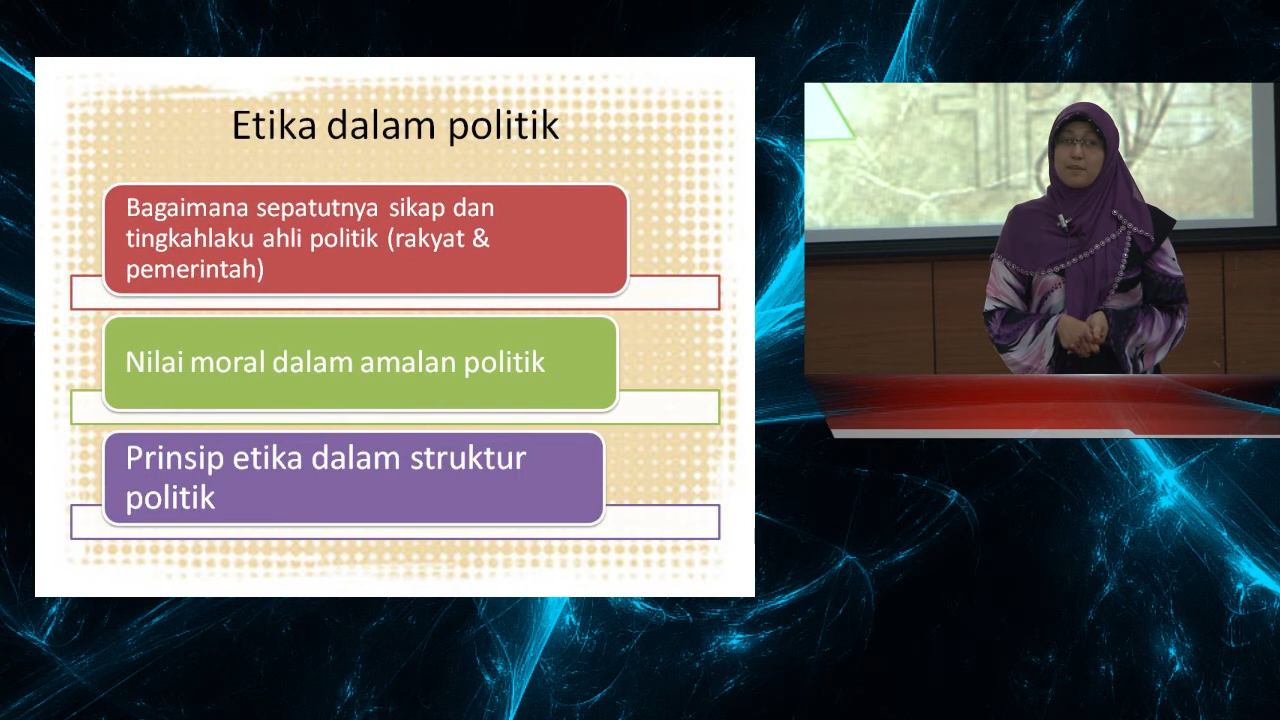 Etika dalam politik
Bagaimana sepatutnya sikap dan
tingkahlaku ahli politik (rakyat &
pemerintah)
Nilai moral dalam amalan politik
Prinsip etika dalam struktur
politik